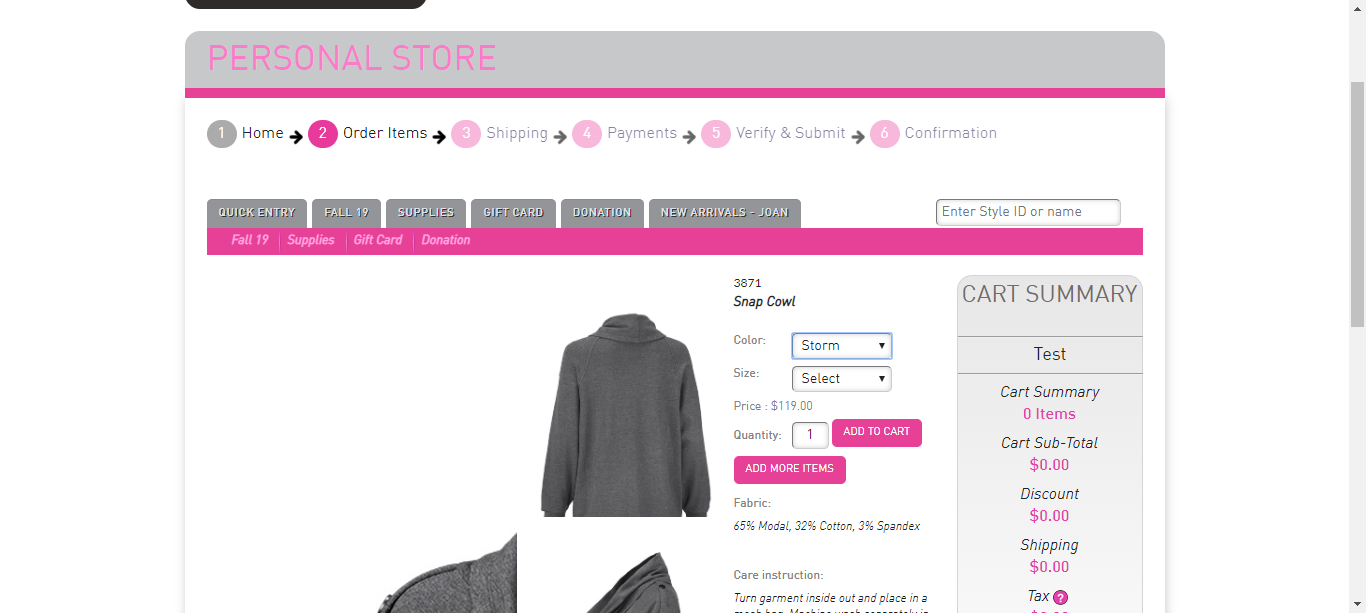 PERSONAL STORE
1 Home 2 Order Items 3 Shipping 4 Payments 5 Verify & Submit 6 Confirmation
QUICK ENTRY FALL 19 SUPPLIES GIFT CARD DONATION NEW ARRIVALS - JOAN Enter Style ID or name
Fall 19 Supplies Gift Card Donation
3871
Snap Cowl
Color: Storm
Size: Select
Price : $119.00
Quantity: 1 ADD TO CART
ADD MORE ITEMS
Fabric:
65% Modal, 32% Cotton, 3% Spandex
Care instruction:
Turn garment inside out and place in a
CART SUMMARY
Test
Cart Summary
0 Items
Cart Sub-Total
$0.00
Discount
$0.00
Shipping
$0.00
Tax ?